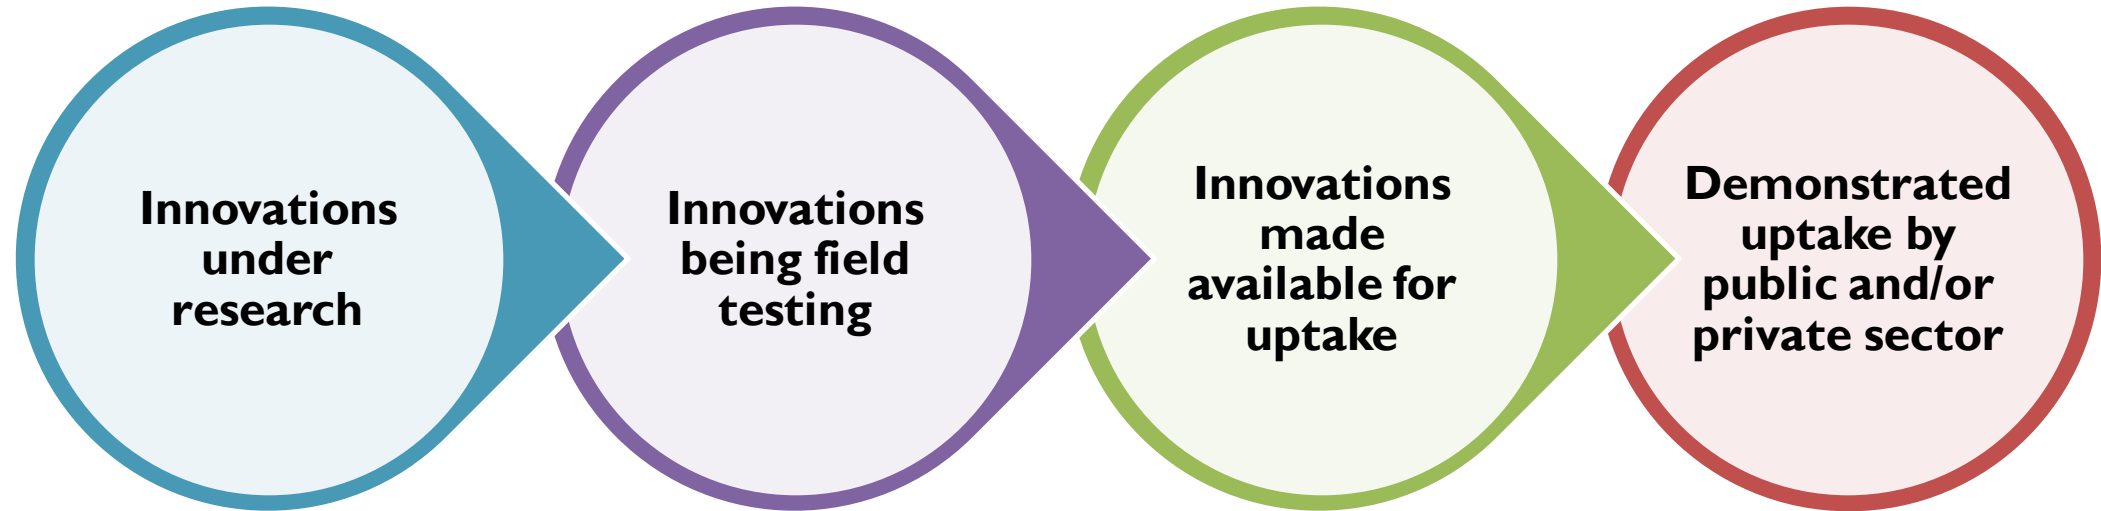 Innovations
under
research
Innovations
being field
testing
Innovations
made
available for
uptake
Demonstrated
uptake by
public and/or
private sector